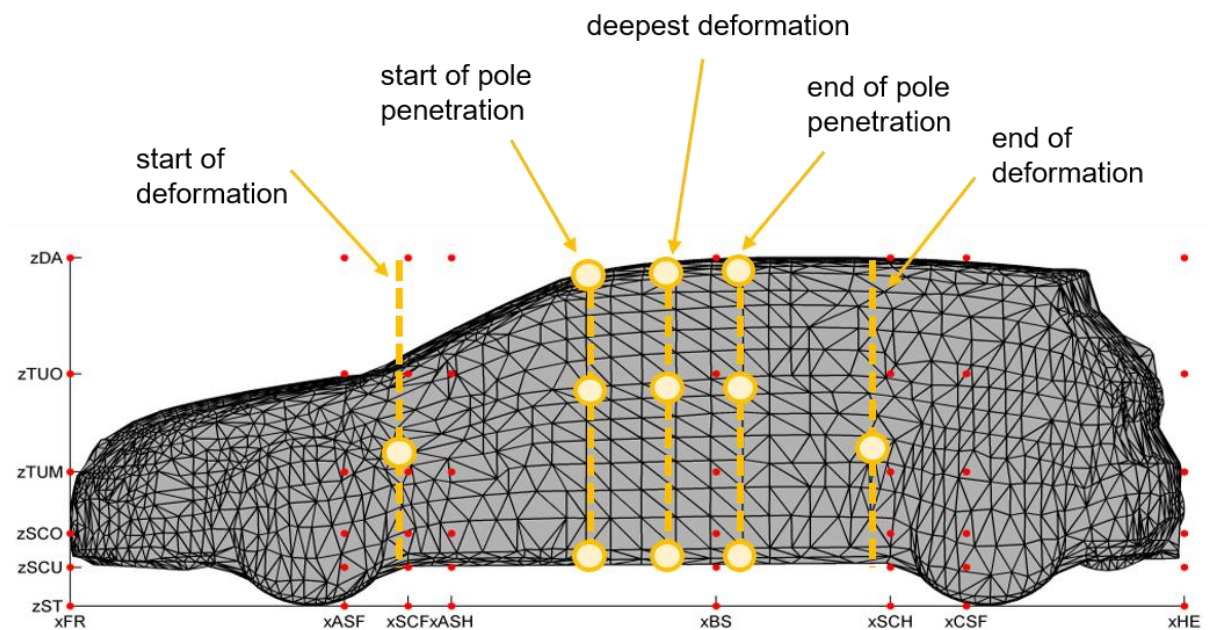 deepest deformation
start of pole
penetration
end of pole
penetration
start of
deformation
end of
deformation
zDA
zTUO
zTUM
zSCO
zSCU
zST
xFR
xASF
xSCF
xASH
xBS
xSCH
xCSF
xHE